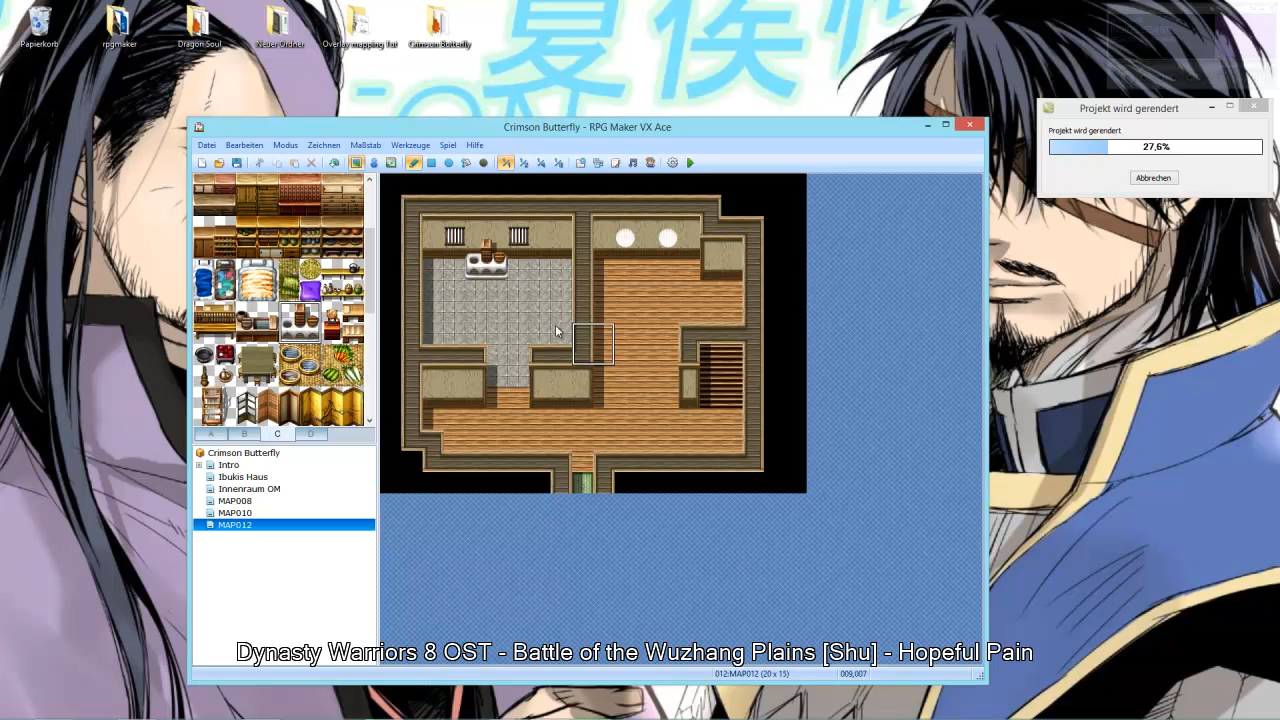 夏侯
Papierkorb
rpgmaker
Dragon Soul
Neuer Ordner
Overlay mapping Tut
Crimson Butterfly
Projekt wird gerendert
Projekt wird gerendert
27,6%
Abbrechen
Crimson Butterfly - RPG Maker VX Ace
Datei Bearbeiten Modus Zeichnen Maßstab Werkzeuge Spiel Hilfe
A B C D
Crimson Butterfly
Intro
Ibukis Haus
Innenraum OM
MAP008
MAP010
MAP012
Dynasty Warriors 8 OST - Battle of the Wuzhang Plains [Shu] - Hopeful Pain
012:MAP012 (20 x 15) 009,007